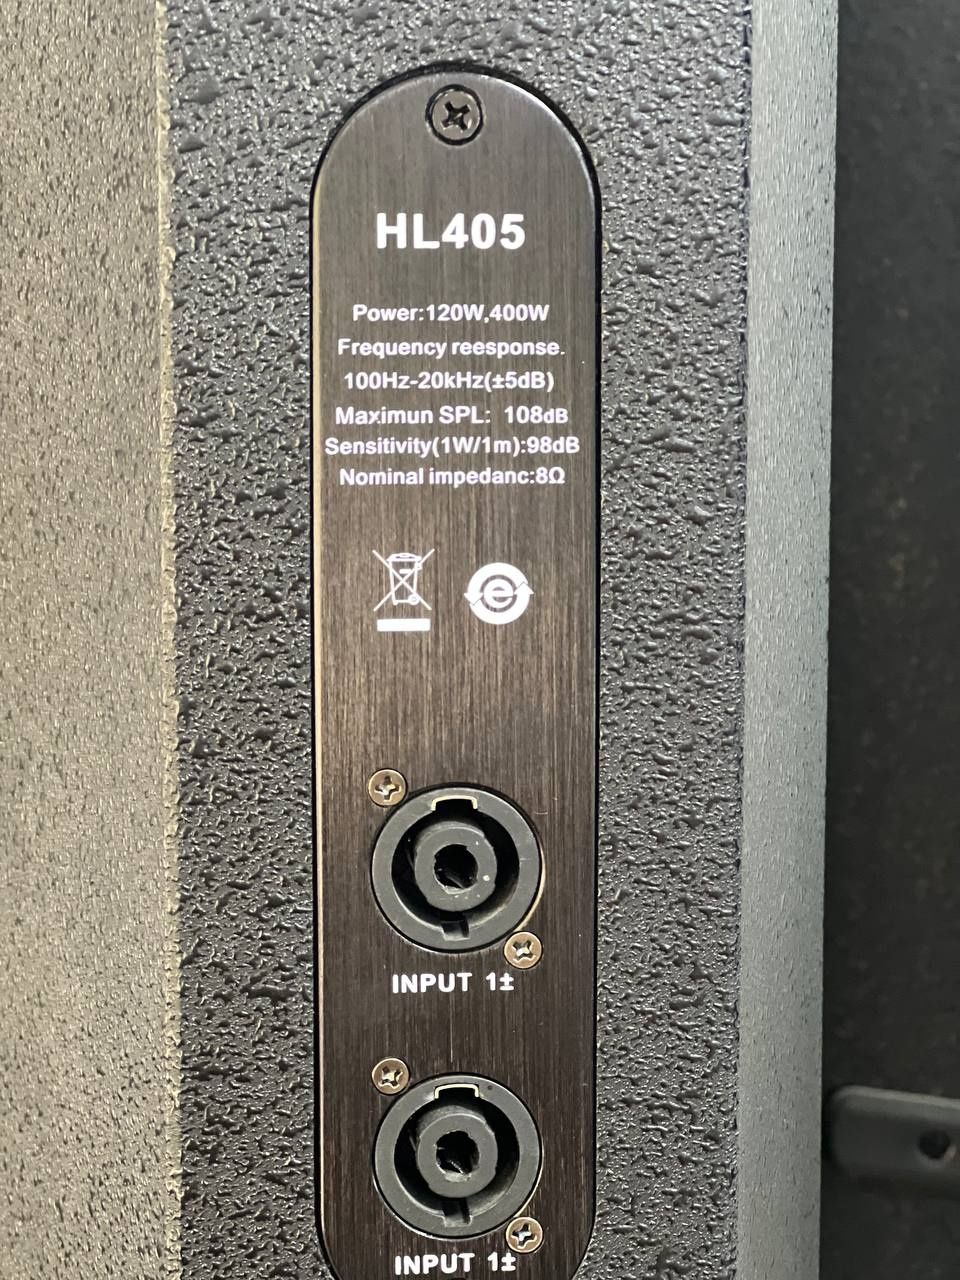 HL405
Power:120W,400W
Frequency reesponse.
100Hz-20kHz(±5dB)
Maximun SPL: 108dB
Sensitivity(1W/1m):98dB
Nominal impedanc:8Ω
e
INPUT 1±
INPUT 1±